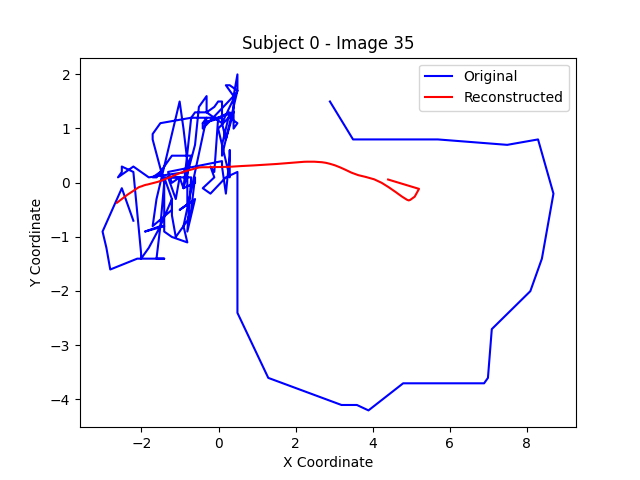 Subject 0 - Image 35
Original
Reconstructed
Y Coordinate
2
1
0
−1
−2
−3
−4
−2
0
2
4
6
8
X Coordinate